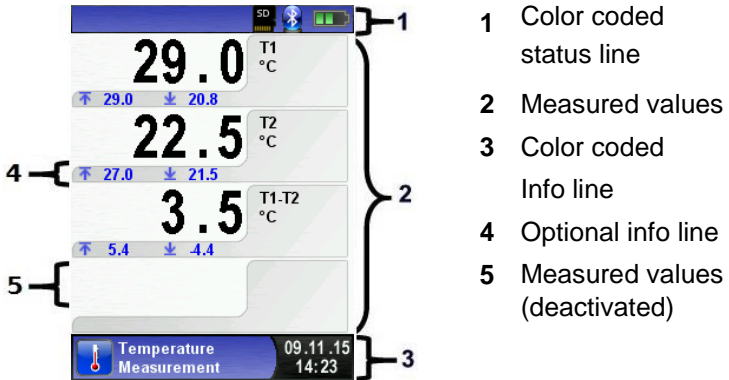 SD
1
29.0
T1
°C
29.0 20.8
22.5
T2
°C
4
27.0 21.5
2
3.5
T1-T2
°C
5.4 -4.4
5
Temperature
Measurement
09.11.15
14:23
3
1 Color coded
status line
2 Measured values
3 Color coded
Info line
4 Optional info line
5 Measured values
(deactivated)